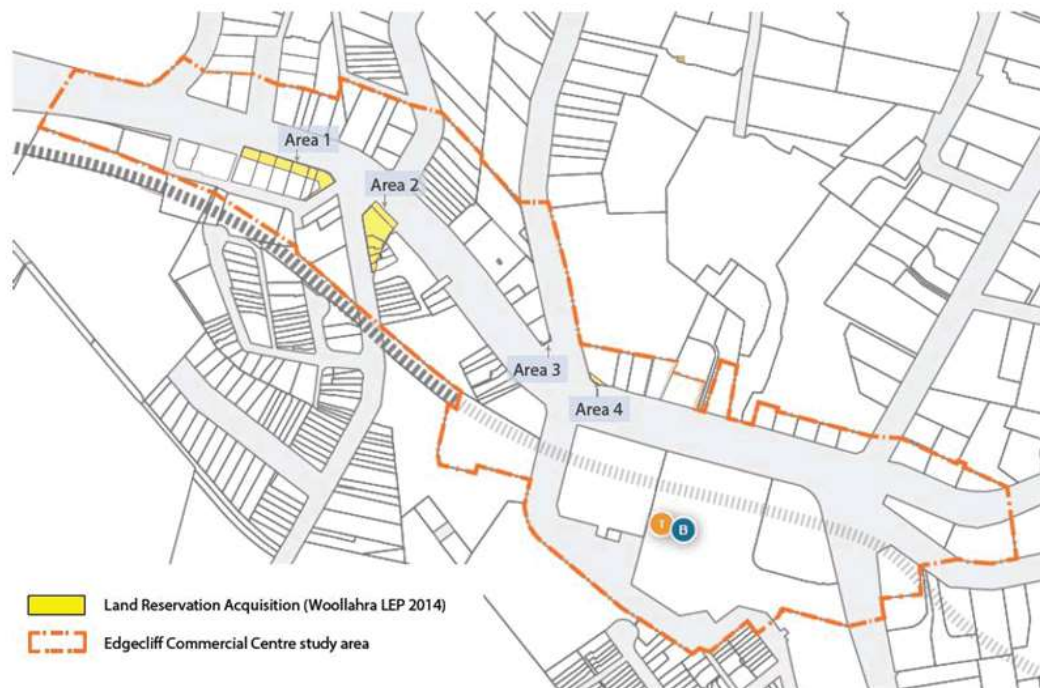 Area 1
Area 2
Area 3
Area 4
T B
Land Reservation Acquisition (Woollahra LEP 2014)
Edgecliff Commercial Centre study area